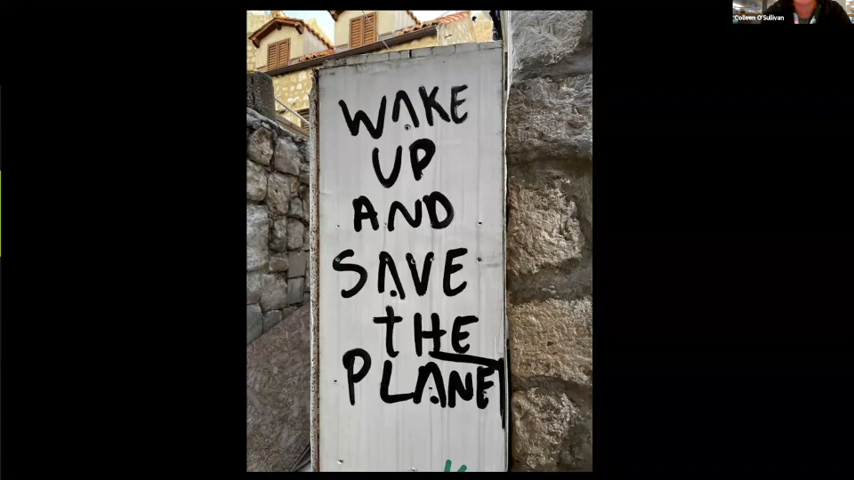 Colleen O'Sullivan
WAKE
UP
AND
SAVE
tHE
PLANET